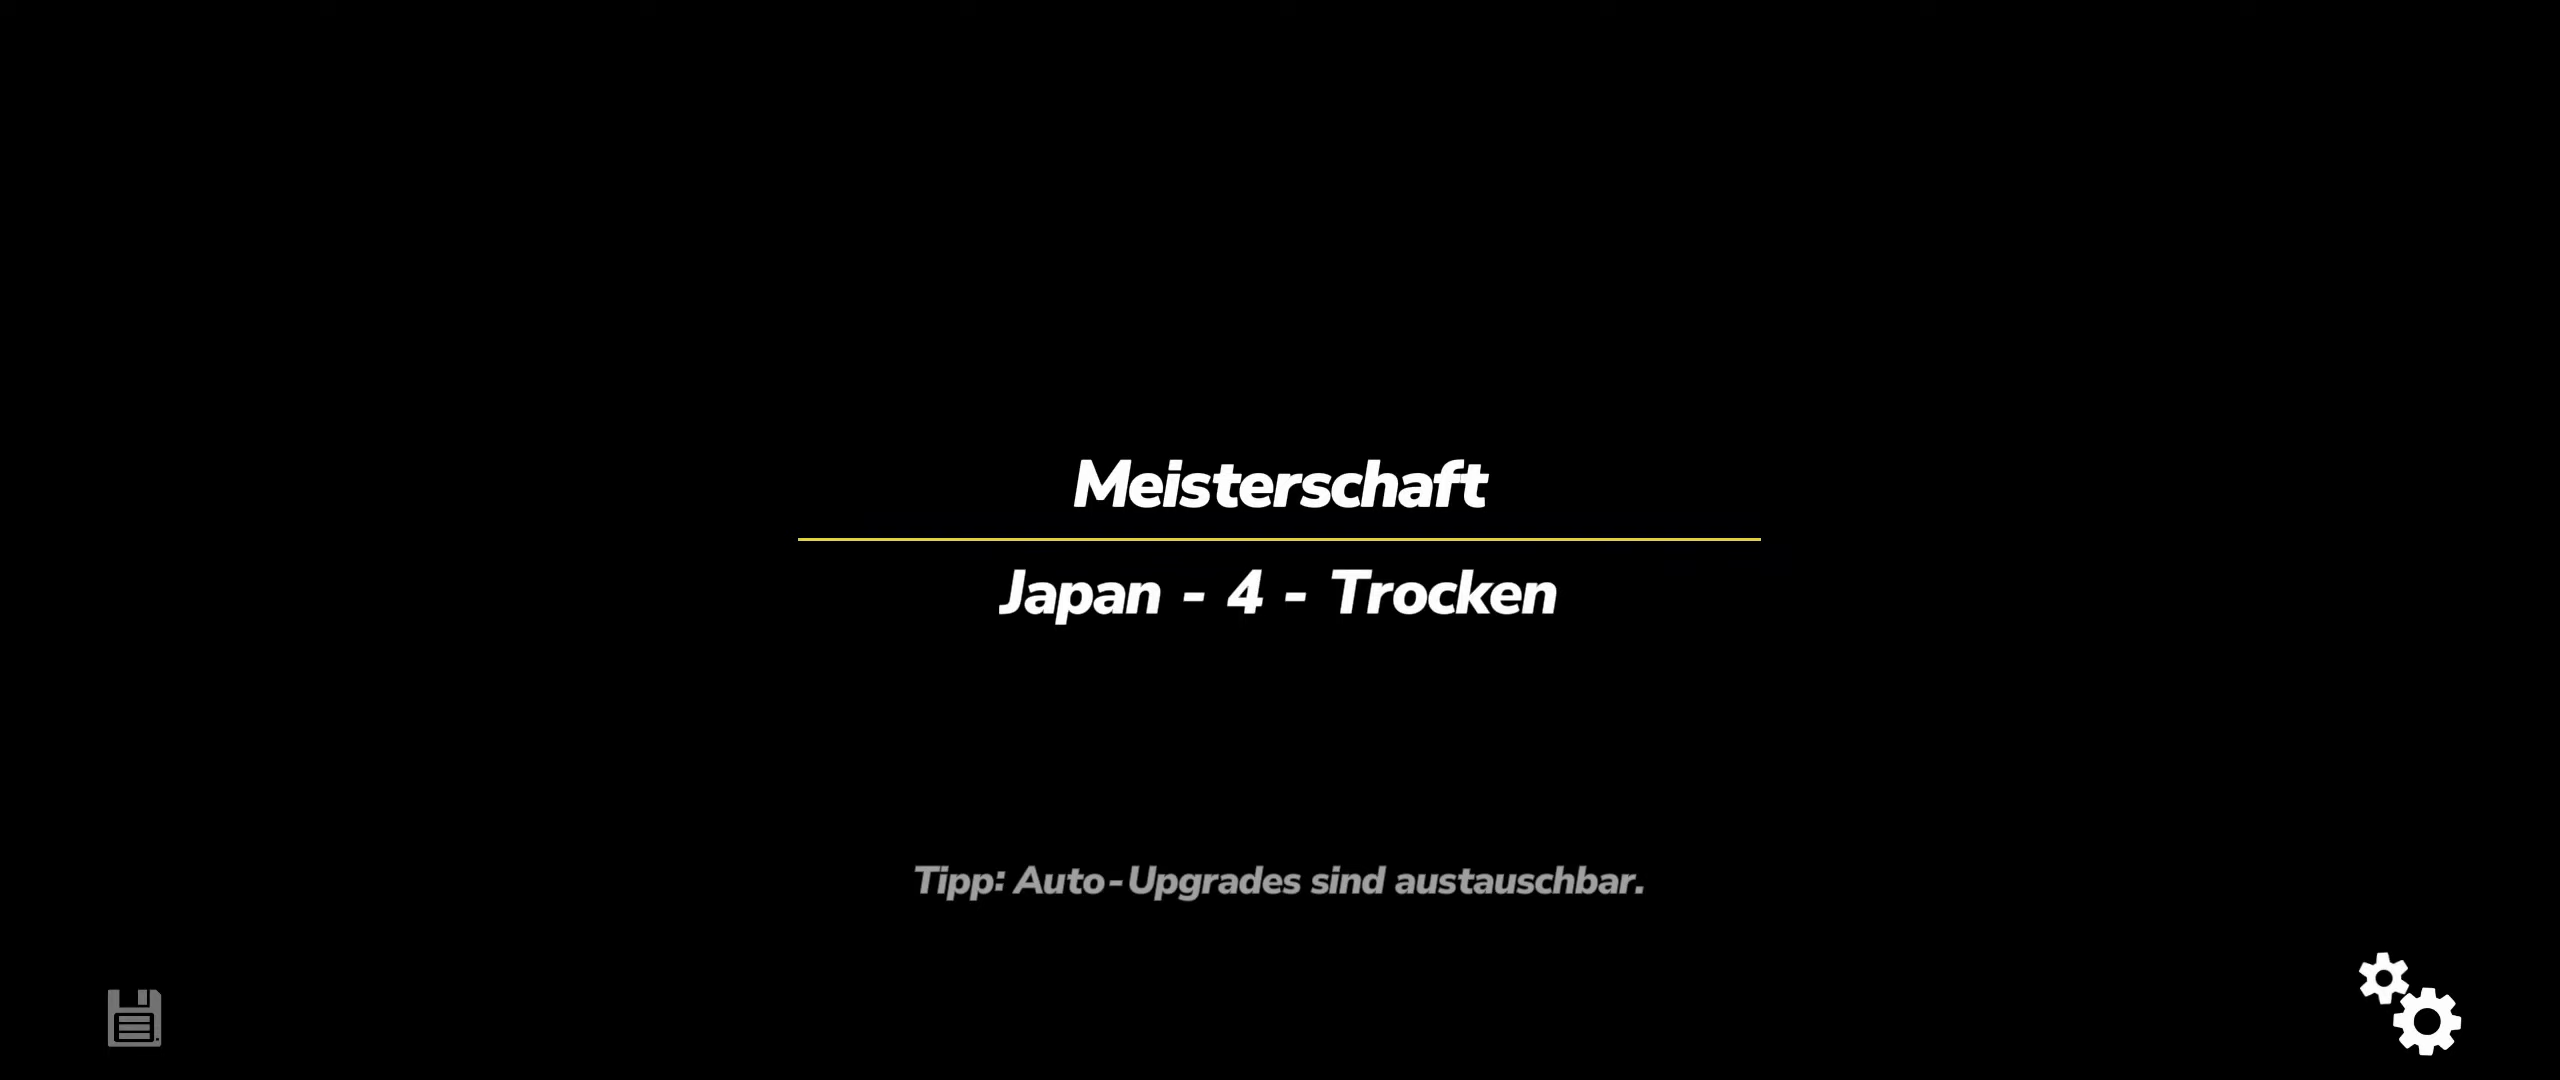 Meisterschaft
Japan - 4 - Trocken
Tipp: Auto-Upgrades sind austauschbar.